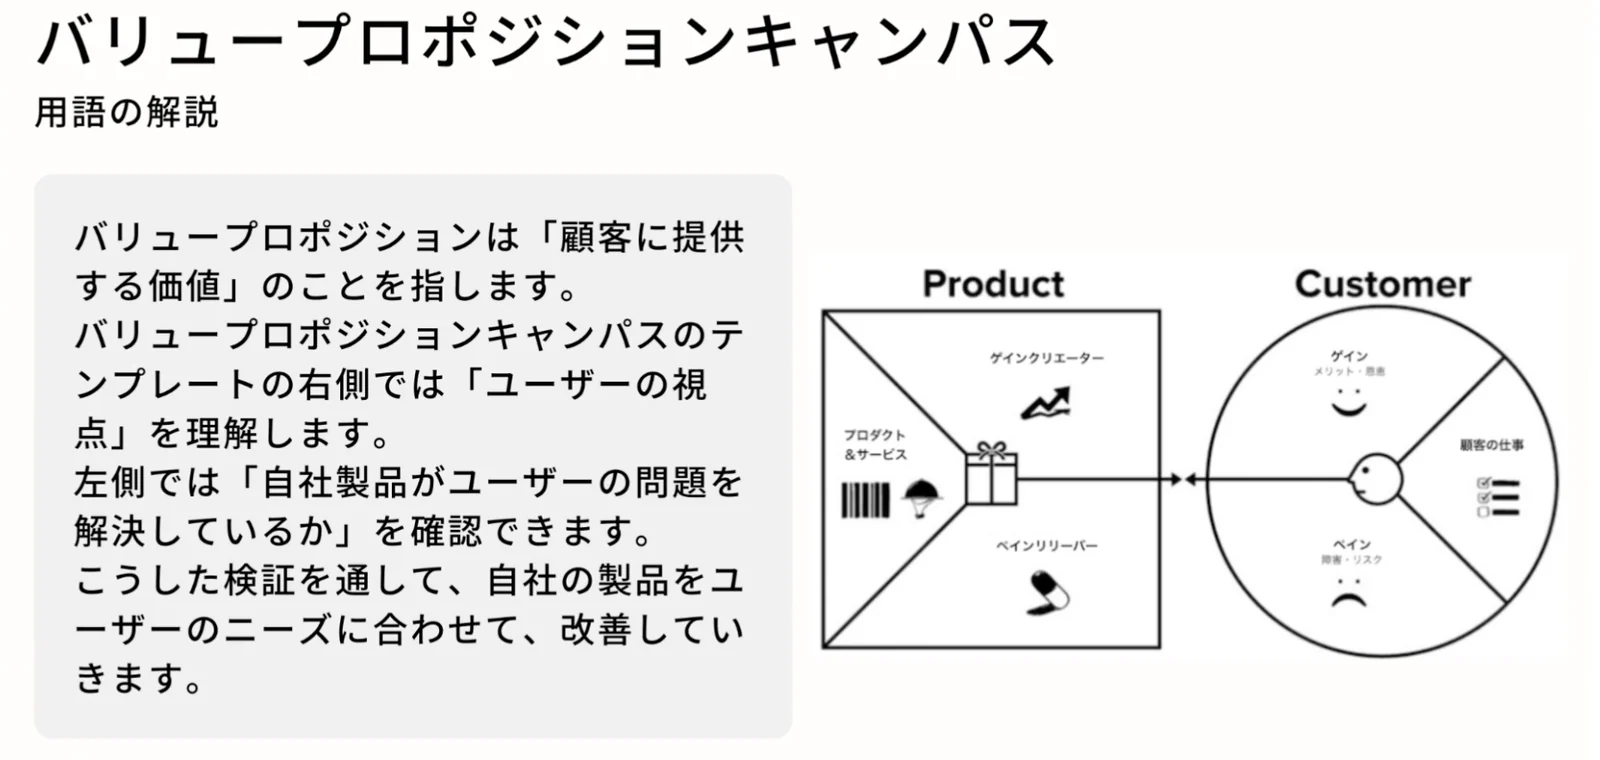 バリュープロポジションキャンパス
用語の解説
バリュープロポジションは「顧客に提供
する価値」のことを指します。
バリュープロポジションキャンパスのテ
ンプレートの右側では「ユーザーの視
点」を理解します。
左側では「自社製品がユーザーの問題を
解決しているか」を確認できます。
こうした検証を通して、自社の製品をユ
ーザーのニーズに合わせて、改善してい
きます。
Product
ゲインクリエーター
プロダクト
&サービス
ペインリリーバー
Customer
ゲイン
メリット・恩恵
顧客の仕事
ペイン
障害・リスク